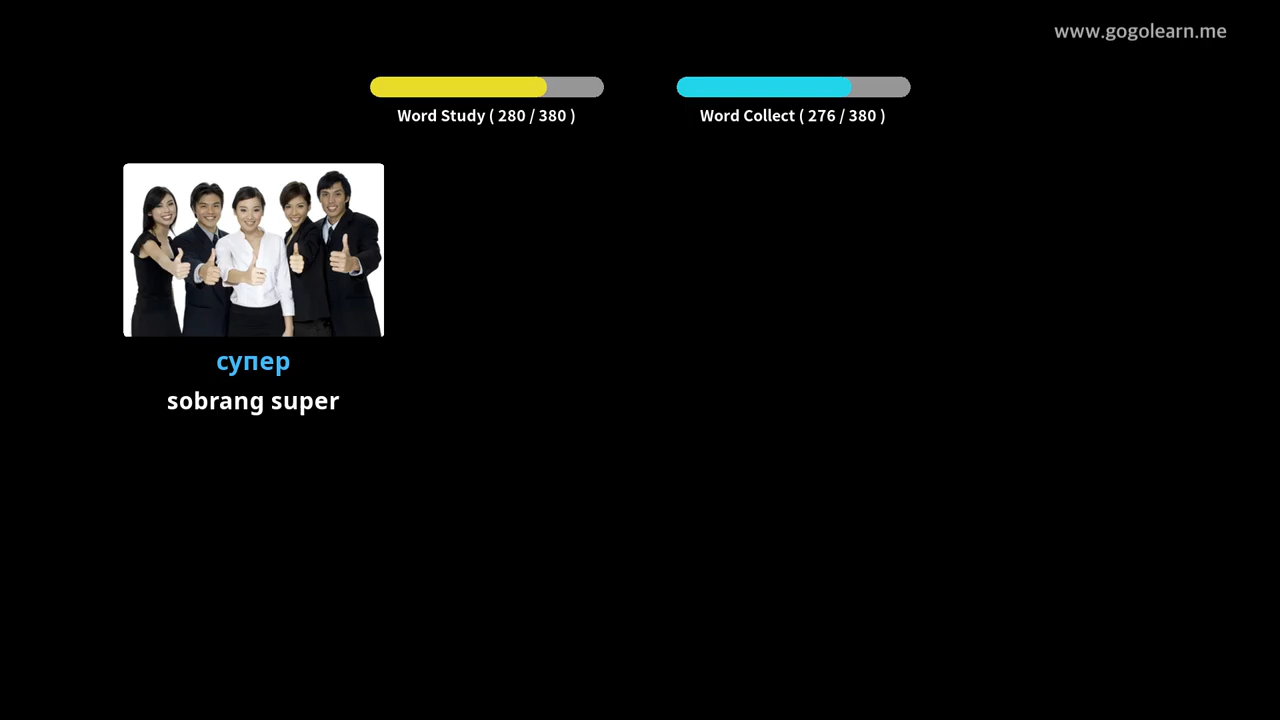 www.gogolearn.me
Word Study ( 280 / 380 )
Word Collect ( 276 / 380 )
супер
sobrang super